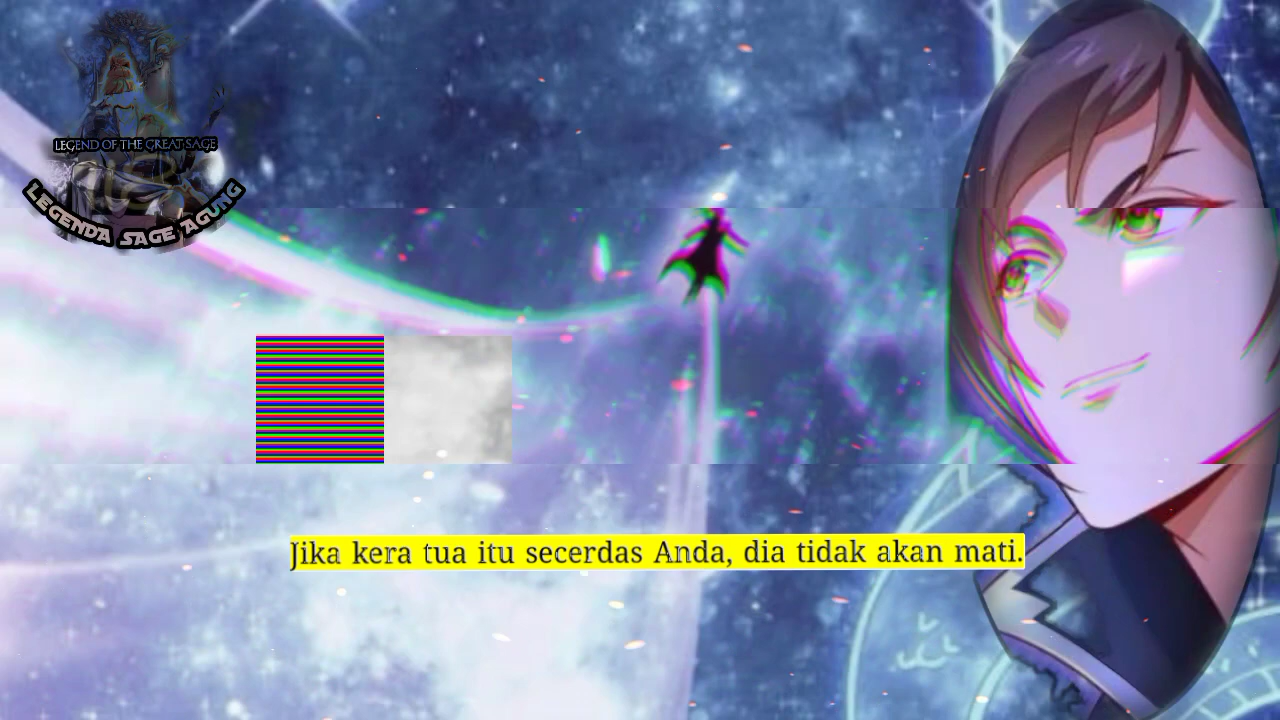 LEGEND OF THE GREAT SAGE
LEGENDA SAGE AGUNG
Jika kera tua itu secerdas Anda, dia tidak akan mati.